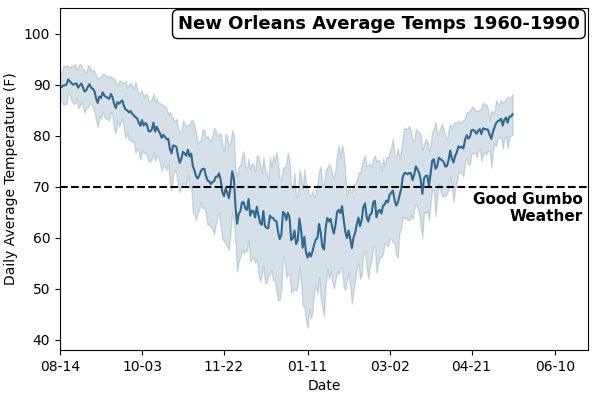 New Orleans Average Temps 1960-1990
Daily Average Temperature (F)
100
90
80
70
60
50
40
Good Gumbo
Weather
08-14
10-03
11-22
01-11
03-02
04-21
06-10
Date